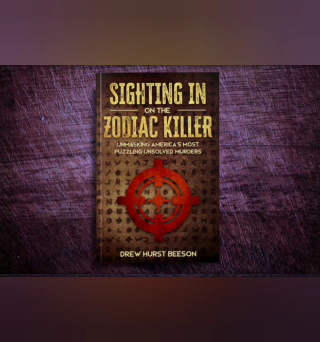 SIGHTING IN
ON THE
ZODIAC KILLER
UNMASKING AMERICA'S MOST
PUZZLING UNSOLVED MURDERS
DREW HURST BEESON